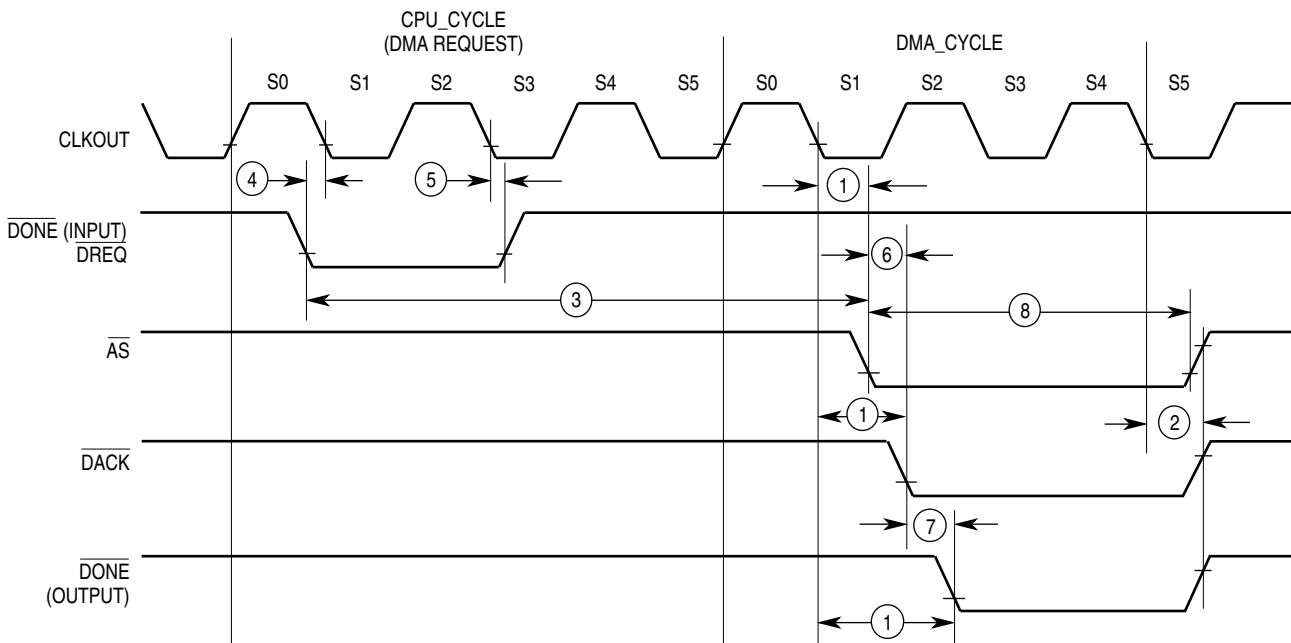 CPU_CYCLE
(DMA REQUEST)
DMA_CYCLE
S0 S1 S2 S3 S4 S5 S0 S1 S2 S3 S4 S5
CLKOUT
4 5 1
DONE (INPUT)
DREQ
6
3 8
AS
1 2
DACK
7
DONE
(OUTPUT)
1